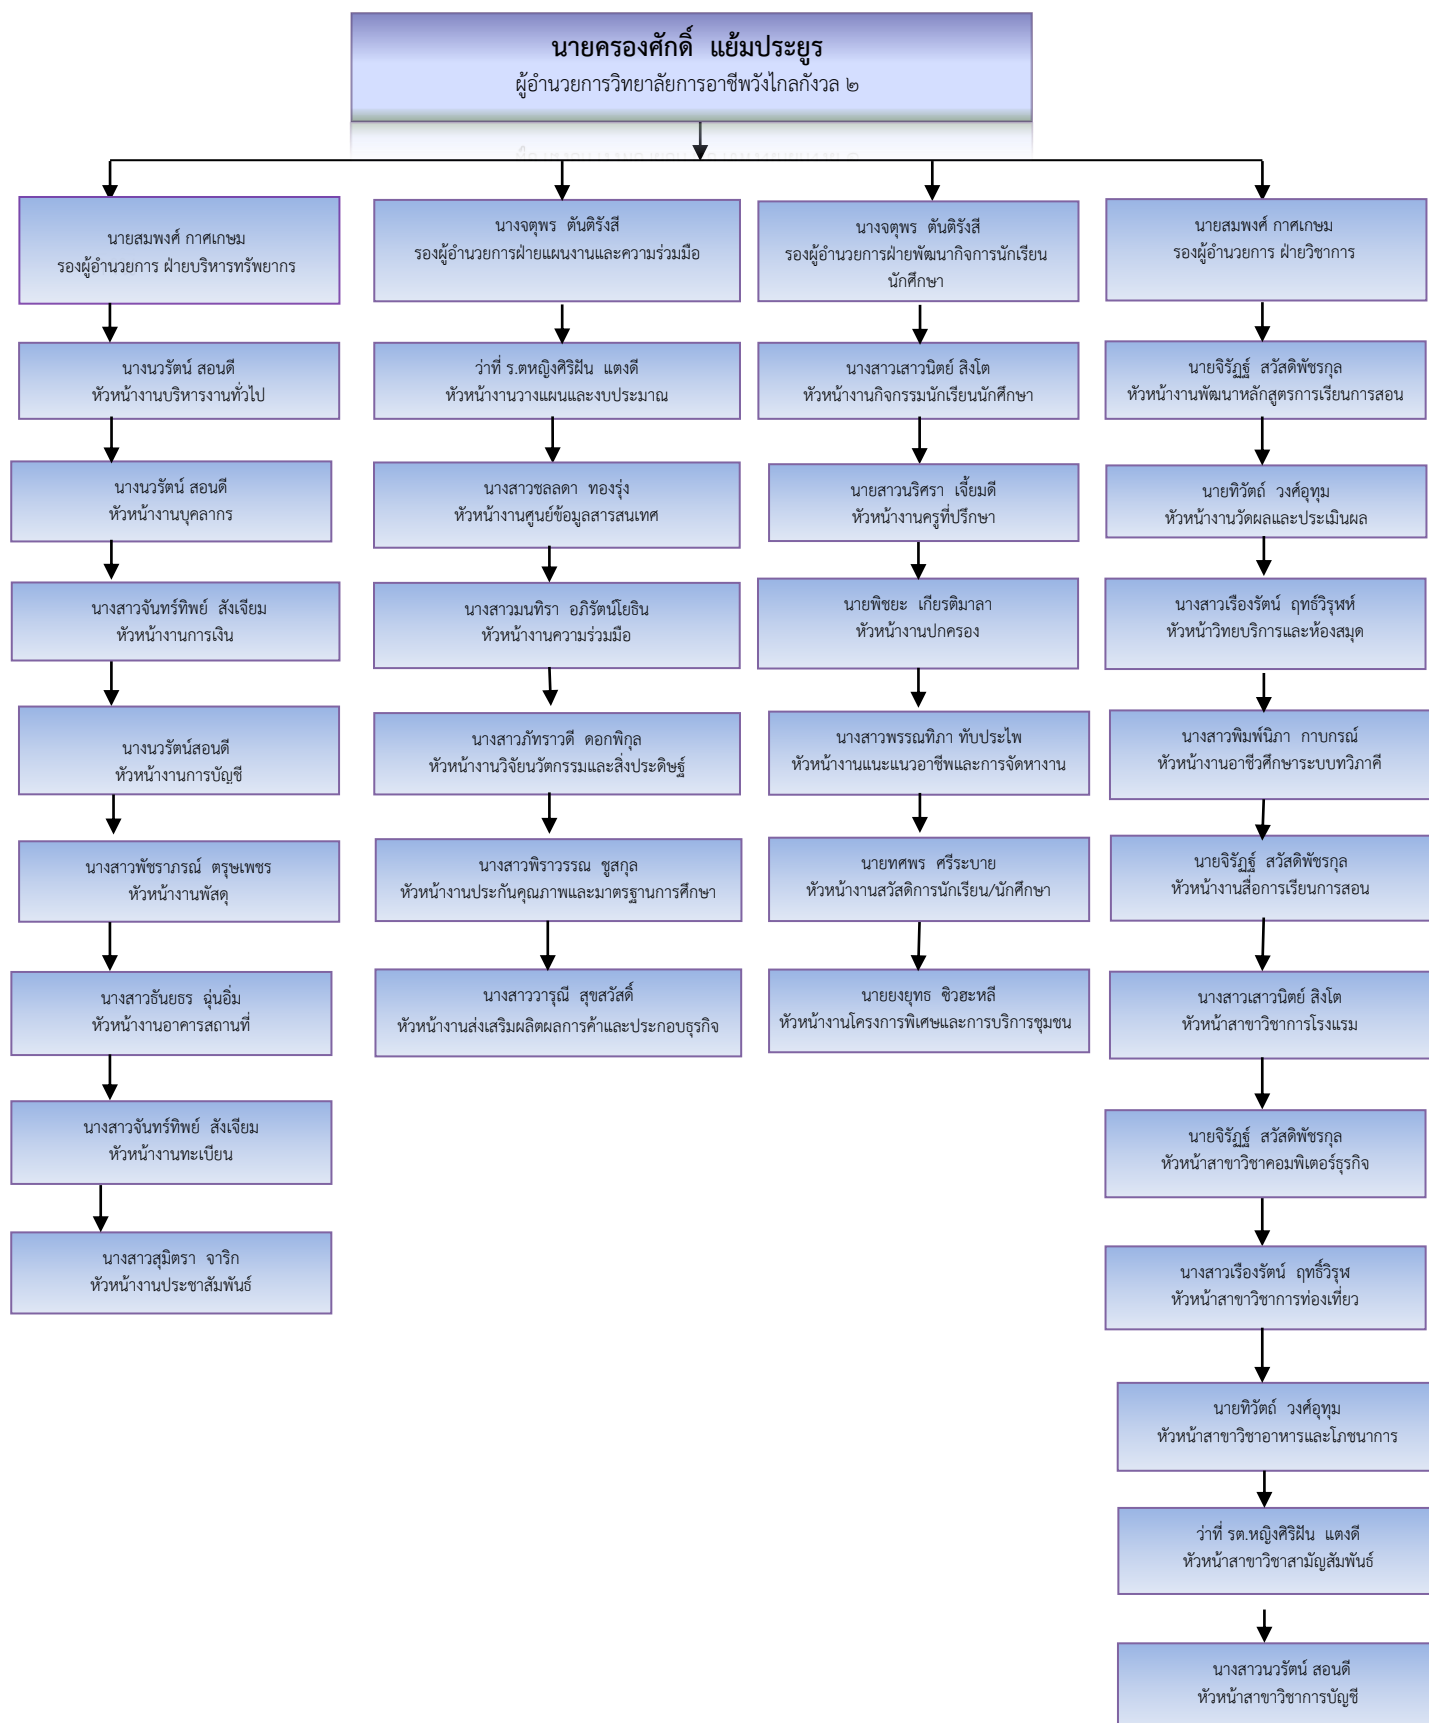 นายครองศักดิ์ แย้มประยูร
ผู้อำนวยการวิทยาลัยการอาชีพวังไกลกังวล ๒
นายสมพงศ์ กาศเกษม
รองผู้อำนวยการ ฝ่ายบริหารทรัพยากร
นางนวรัตน์ สอนดี
หัวหน้างานบริหารงานทั่วไป
นางนวรัตน์ สอนดี
หัวหน้างานบุคลากร
นางสาวจันทร์ทิพย์ สังเจียม
หัวหน้างานการเงิน
นางนวรัตน์สอนดี
หัวหน้างานการบัญชี
นางสาวพัชราภรณ์ ตรุษเพชร
หัวหน้างานพัสดุ
นางสาวธันยธร ฉุ่นอิ่ม
หัวหน้างานอาคารสถานที่
นางสาวจันทร์ทิพย์ สังเจียม
หัวหน้างานทะเบียน
นางสาวสุมิตรา จาริก
หัวหน้างานประชาสัมพันธ์
นางจตุพร ตันติรังสี
รองผู้อำนวยการฝ่ายแผนงานและความร่วมมือ
ว่าที่ ร.ตหญิงศิริฝัน แตงดี
หัวหน้างานวางแผนและงบประมาณ
นางสาวชลลดา ทองรุ่ง
หัวหน้างานศูนย์ข้อมูลสารสนเทศ
นางสาวมนทิรา อภิรัตน์โยธิน
หัวหน้างานความร่วมมือ
นางสาวภัทราวดี ดอกพิกุล
หัวหน้างานวิจัยนวัตกรรมและสิ่งประดิษฐ์
นางสาวพิราวรรณ ชูสกุล
หัวหน้างานประกันคุณภาพและมาตรฐานการศึกษา
นางสาววารุณี สุขสวัสดิ์
หัวหน้างานส่งเสริมผลิตผลการค้าและประกอบธุรกิจ
นางจตุพร ตันติรังสี
รองผู้อำนวยการฝ่ายพัฒนากิจการนักเรียน
นักศึกษา
นางสาวเสาวนิตย์ สิงโต
หัวหน้างานกิจกรรมนักเรียนนักศึกษา
นายสาวนริศรา เจี้ยมดี
หัวหน้างานครูที่ปรึกษา
นายพิชยะ เกียรติมาลา
หัวหน้างานปกครอง
นางสาวพรรณทิภา ทับประไพ
หัวหน้างานแนะแนวอาชีพและการจัดหางาน
นายทศพร ศรีระบาย
หัวหน้างานสวัสดิการนักเรียน/นักศึกษา
นายยงยุทธ ชิวฮะหลี
หัวหน้างานโครงการพิเศษและการบริการชุมชน
นายสมพงศ์ กาศเกษม
รองผู้อำนวยการ ฝ่ายวิชาการ
นายจิรัฏฐ์ สวัสดิพัชรกุล
หัวหน้างานพัฒนาหลักสูตรการเรียนการสอน
นายทิวัตถ์ วงศ์อุทุม
หัวหน้างานวัดผลและประเมินผล
นางสาวเรืองรัตน์ ฤทธ์วิรุฬห์
หัวหน้าวิทยบริการและห้องสมุด
นางสาวพิมพ์นิภา กาบกรณ์
หัวหน้างานอาชีวศึกษาระบบทวิภาคี
นายจิรัฏฐ์ สวัสดิพัชรกุล
หัวหน้างานสื่อการเรียนการสอน
นางสาวเสาวนิตย์ สิงโต
หัวหน้าสาขาวิชาการโรงแรม
นายจิรัฏฐ์ สวัสดิพัชรกุล
หัวหน้าสาขาวิชาคอมพิเตอร์ธุรกิจ
นางสาวเรืองรัตน์ ฤทธิ์วิรุฬ
หัวหน้าสาขาวิชาการท่องเที่ยว
นายทิวัตถ์ วงศ์อุทุม
หัวหน้าสาขาวิชาอาหารและโภชนาการ
ว่าที่ รต.หญิงศิริฝัน แตงดี
หัวหน้าสาขาวิชาสามัญสัมพันธ์
นางสาวนวรัตน์ สอนดี
หัวหน้าสาขาวิชาการบัญชี